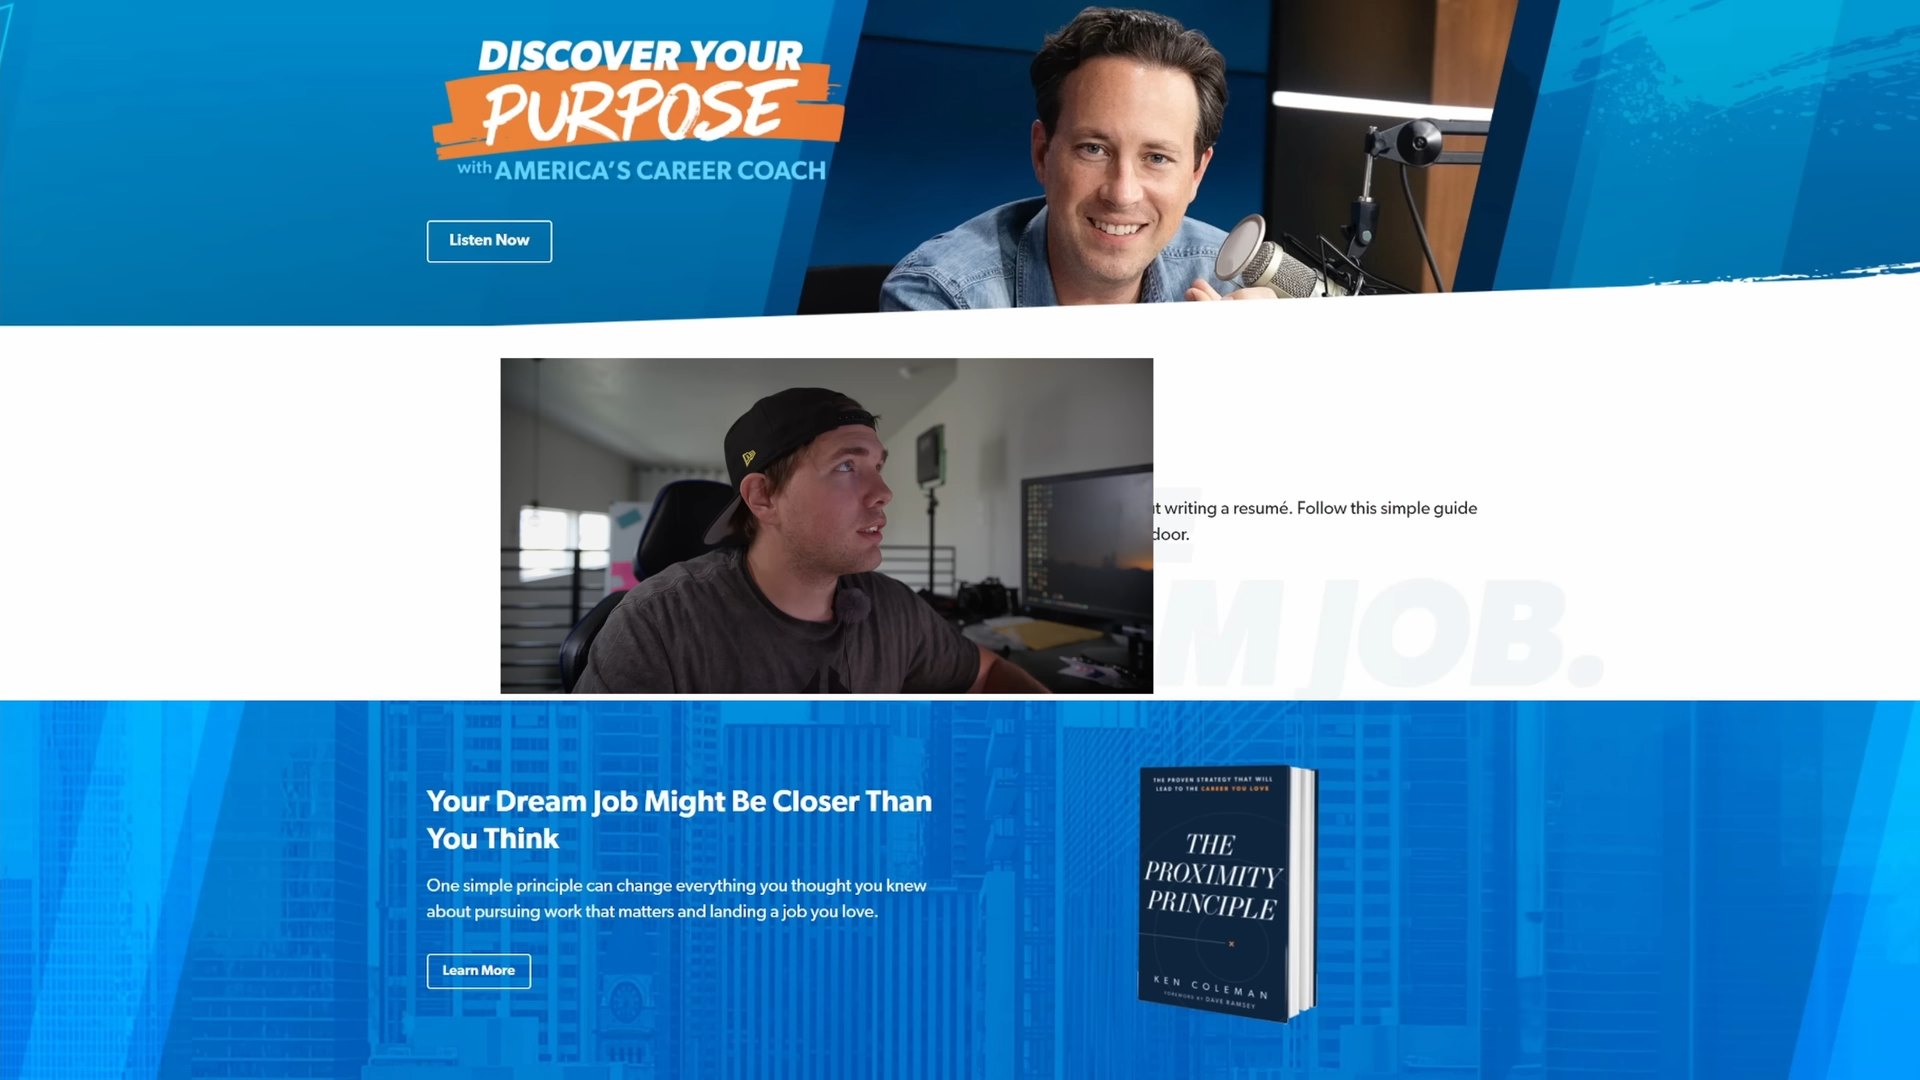 DISCOVER YOUR
PURPOSE
with AMERICA'S CAREER COACH
Listen Now
writing a resumé. Follow this simple guide
door.
JOB.
Your Dream Job Might Be Closer Than
You Think
One simple principle can change everything you thought you knew
about pursuing work that matters and landing a job you love.
Learn More
THE PROVEN STRATEGY THAT WILL
LEAD TO THE CAREER YOU LOVE
THE
PROXIMITY
PRINCIPLE
KEN COLEMAN
FOREWORD BY DAVE RAMSEY